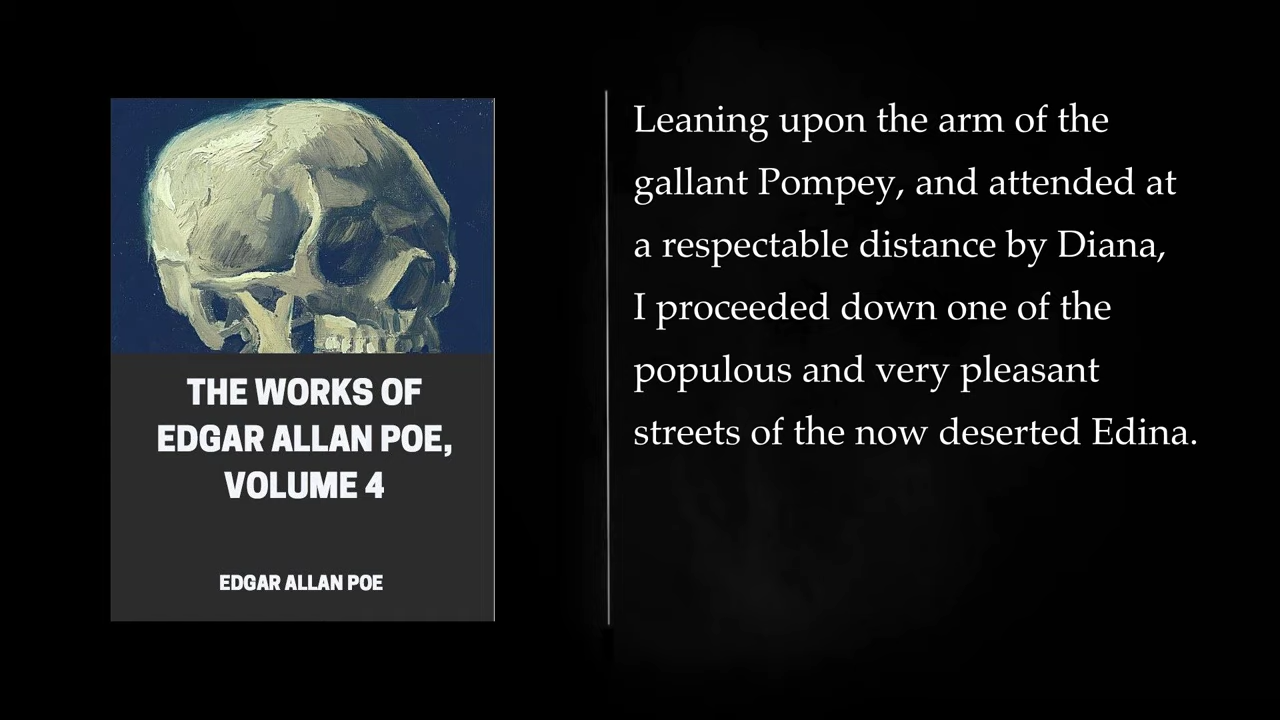 THE WORKS OF
EDGAR ALLAN POE,
VOLUME 4
EDGAR ALLAN POE
Leaning upon the arm of the
gallant Pompey, and attended at
a respectable distance by Diana,
I proceeded down one of the
populous and very pleasant
streets of the now deserted Edina.